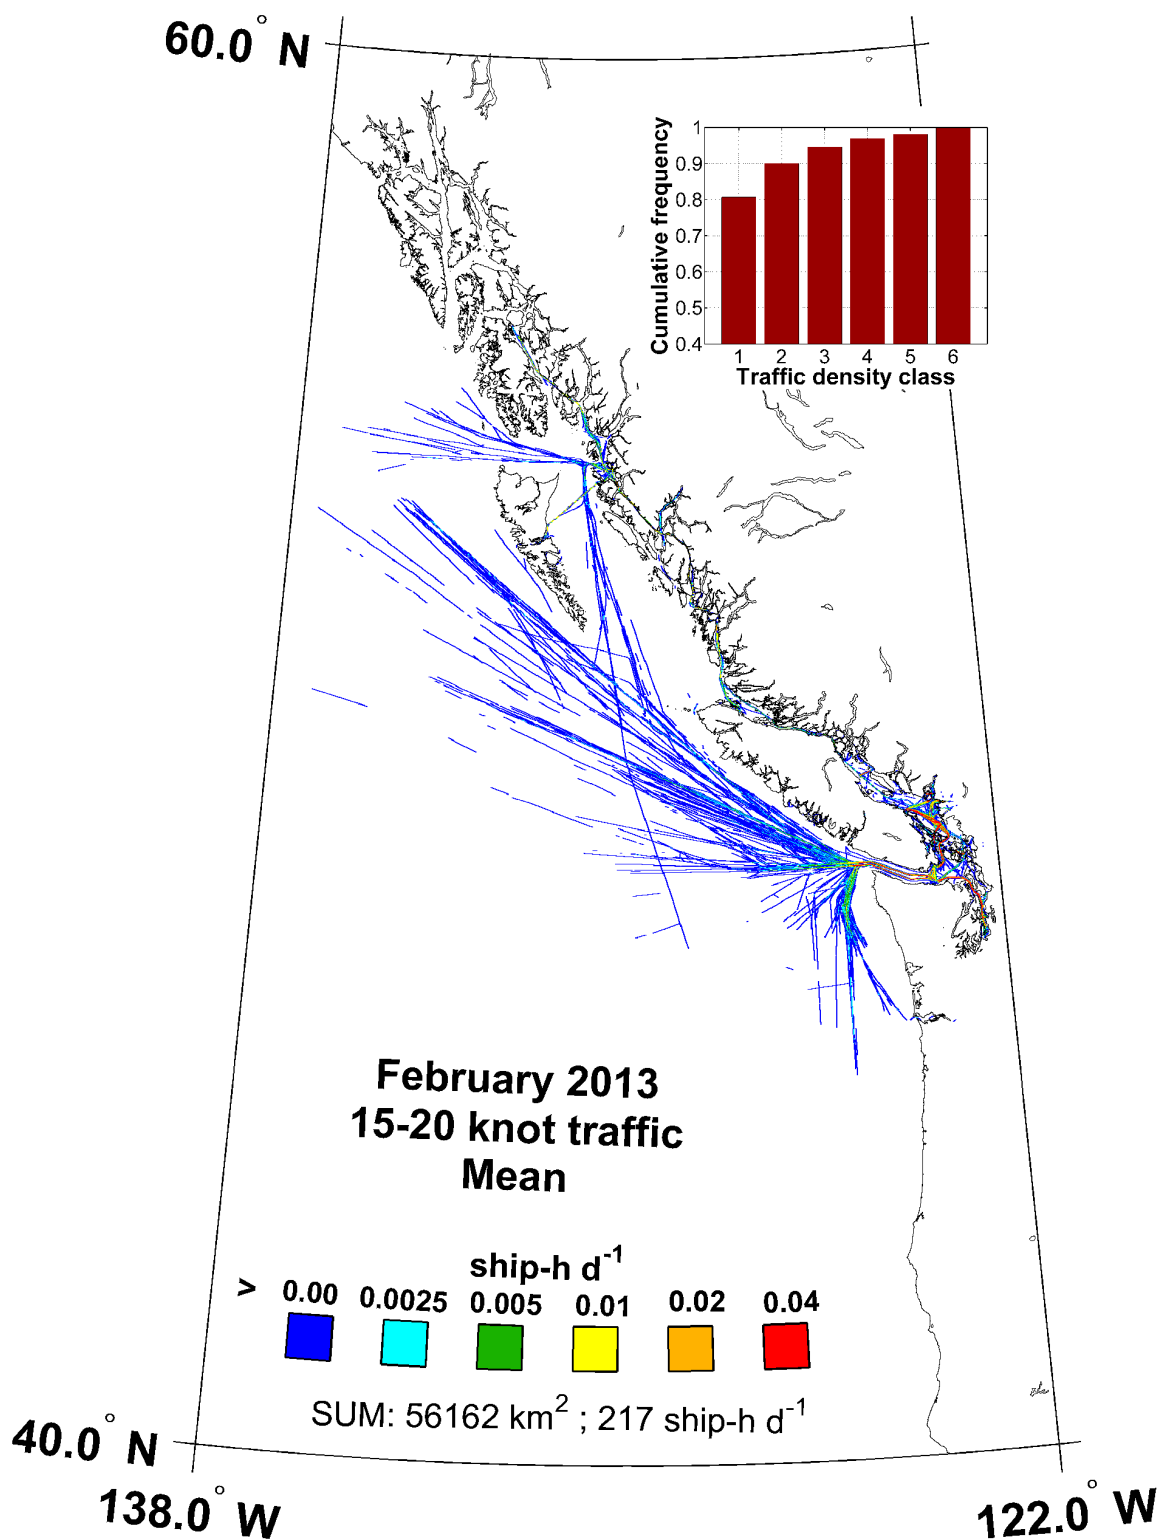 60.0° N
Cumulative frequency
1
0.9
0.8
0.7
0.6
0.5
0.4
1 2 3 4 5 6
Traffic density class
February 2013
15-20 knot traffic
Mean
ship-h d⁻¹
> 0.00 0.0025 0.005 0.01 0.02 0.04
SUM: 56162 km² ; 217 ship-h d⁻¹
40.0° N
138.0° W
122.0° W